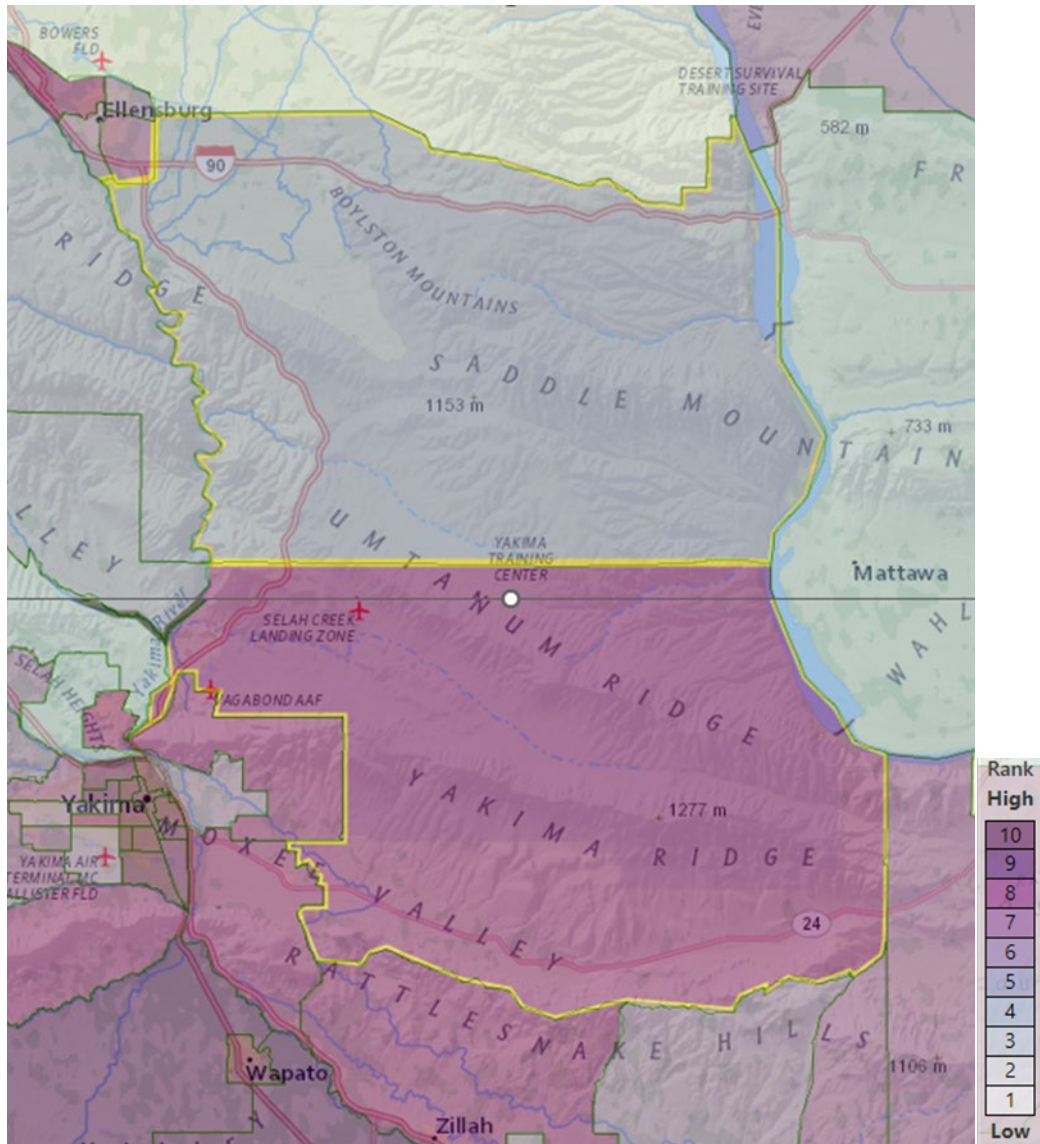 BOWERS
FLD
Ellensburg
DESERT SURVIVAL
TRAINING SITE
582 m
F R
90
RIDGE
BOYLSTON MOUNTAINS
SADDLE MOUNTAIN
1153 m
733 m
LLEY
UMTANUM RIDGE
YAKIMA
TRAINING
CENTER
Mattawa
SELAH CREEK
LANDING ZONE
Yakima River
WAHL
SELAH HEIGHTS
VAGABOND AAF
YAKIMA RIDGE
1277 m
Yakima
MOXEE VALLEY
YAKIMA AIR
TERMINAL MC
ALLISTER FLD
24
RATTLESNAKE HILLS
1106 m
Wapato
Zillah
Rank
High
10
9
8
7
6
5
4
3
2
1
Low